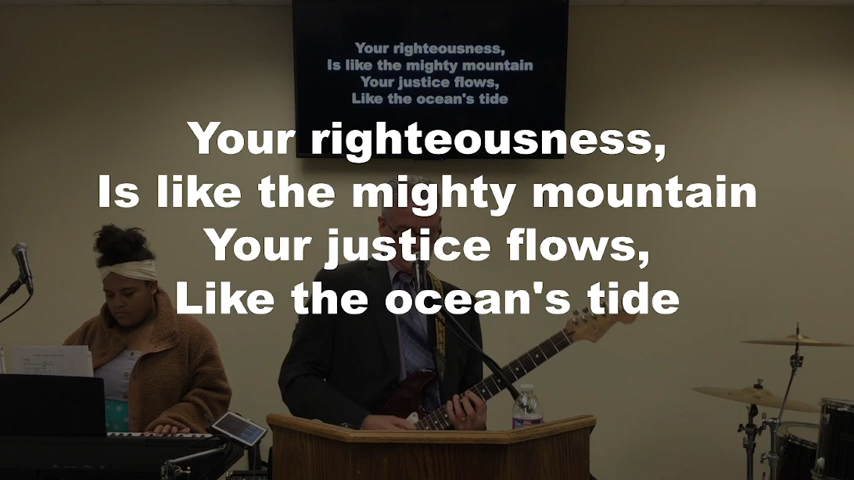 Your righteousness,
Is like the mighty mountain
Your justice flows,
Like the ocean's tide
Your righteousness,
Is like the mighty mountain
Your justice flows,
Like the ocean's tide